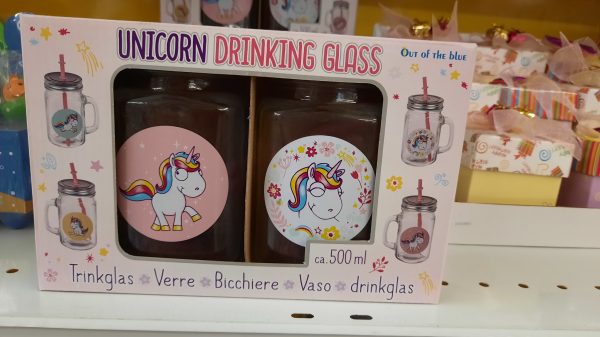 UNICORN DRINKING GLASS
Out of the blue
ca. 500 ml
Trinkglas Verre Bicchiere Vaso drinkglas